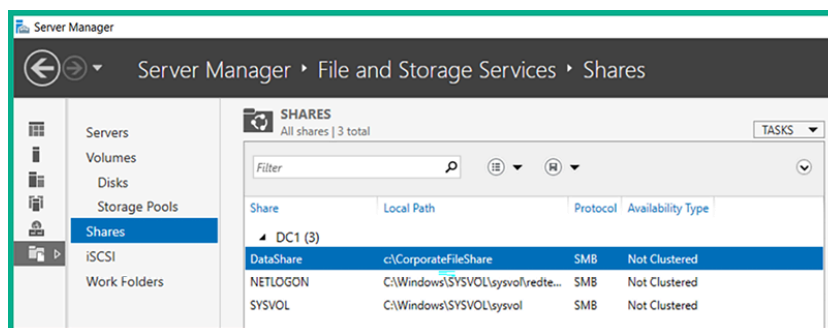 Server Manager
Server Manager ‣ File and Storage Services ‣ Shares
Servers
Volumes
Disks
Storage Pools
Shares
iSCSI
Work Folders
SHARES
All shares | 3 total
TASKS
Filter
Share Local Path Protocol Availability Type
DC1 (3)
DataShare c:\CorporateFileShare SMB Not Clustered
NETLOGON C:\Windows\SYSVOL\sysvol\redte... SMB Not Clustered
SYSVOL C:\Windows\SYSVOL\sysvol SMB Not Clustered